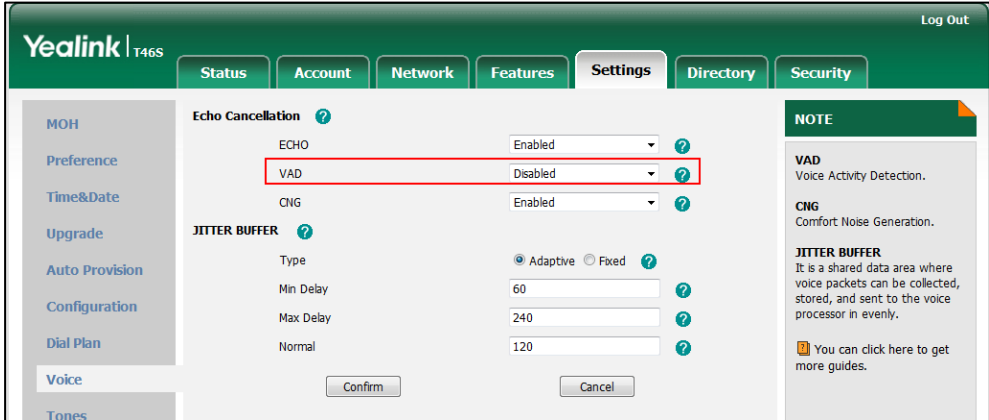 Log Out
Yealink | T46S
Status Account Network Features Settings Directory Security
MOH
Preference
Time&Date
Upgrade
Auto Provision
Configuration
Dial Plan
Voice
Tones
Echo Cancellation ?
ECHO Enabled ?
VAD Disabled ?
CNG Enabled ?
JITTER BUFFER ?
Type Adaptive Fixed ?
Min Delay 60 ?
Max Delay 240 ?
Normal 120 ?
Confirm Cancel
NOTE
VAD
Voice Activity Detection.
CNG
Comfort Noise Generation.
JITTER BUFFER
It is a shared data area where
voice packets can be collected,
stored, and sent to the voice
processor in evenly.
? You can click here to get
more guides.